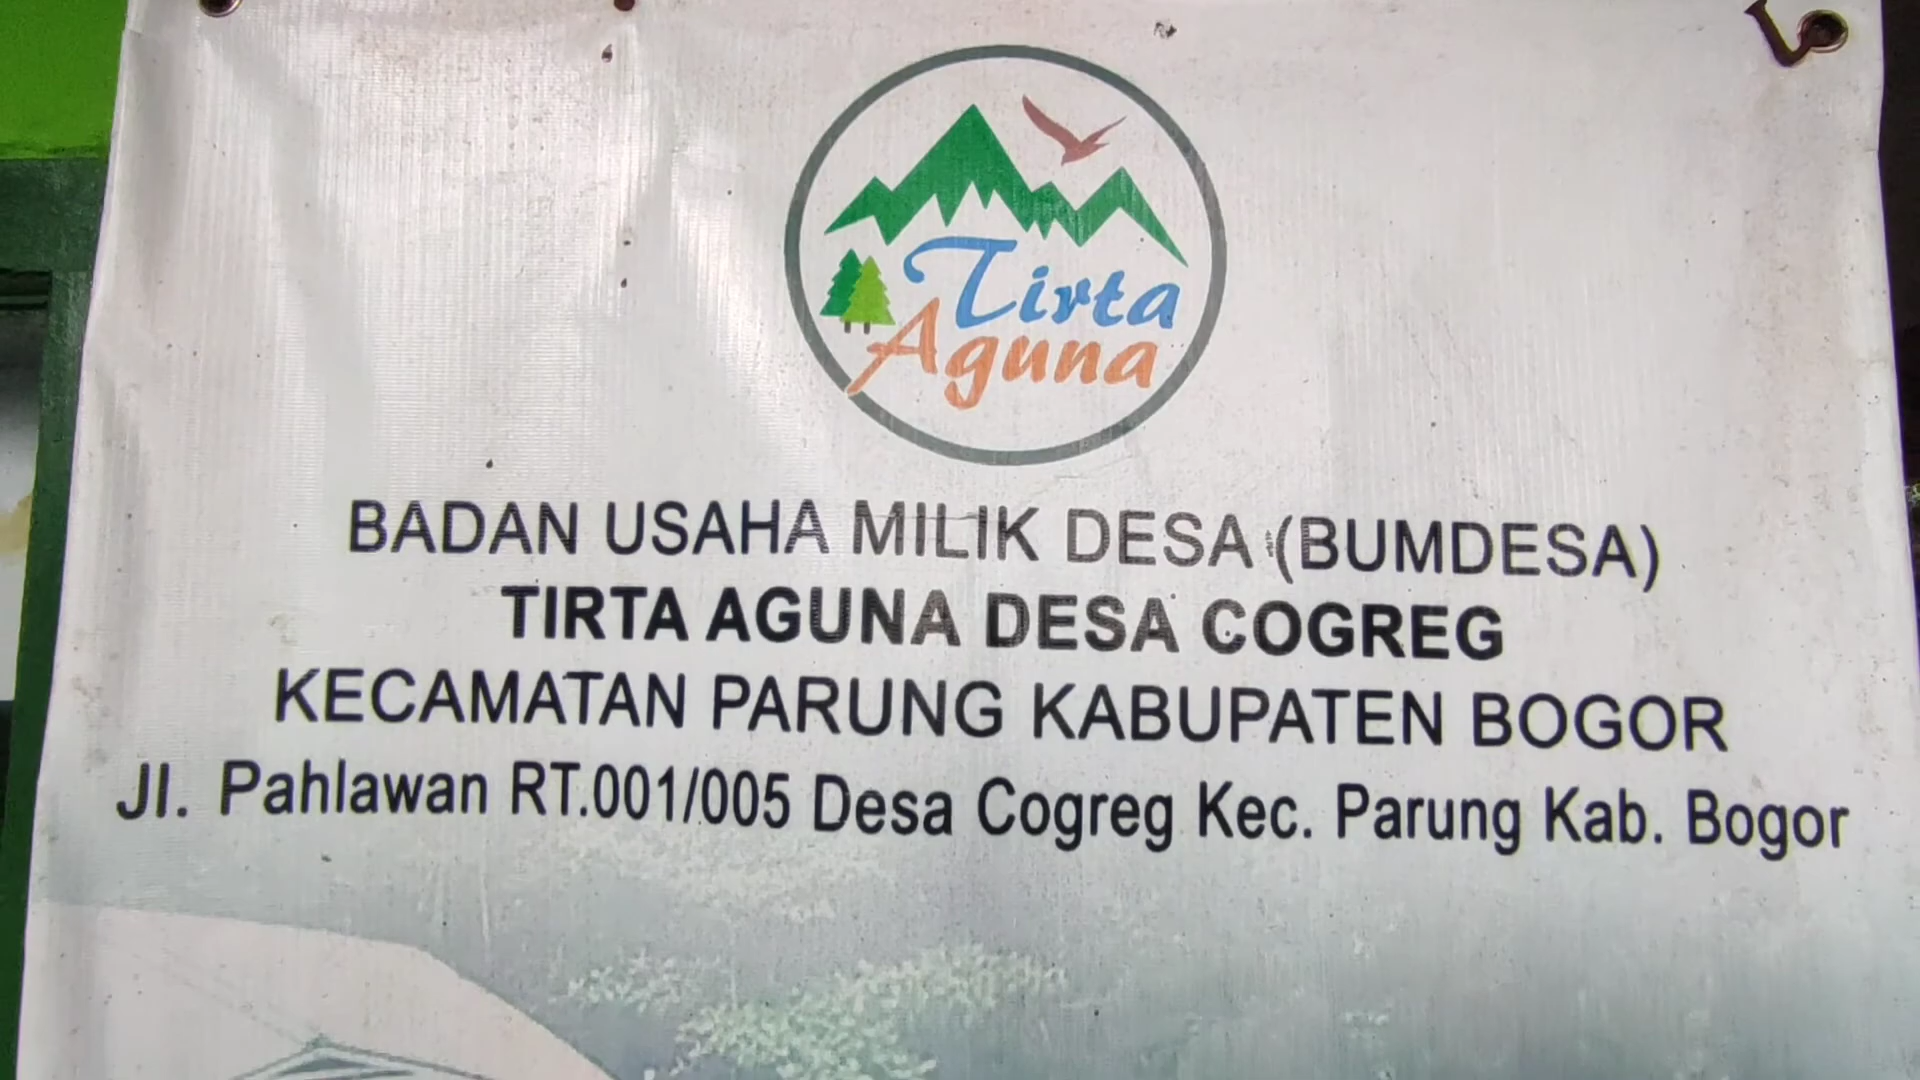 Tirta
Aguna
BADAN USAHA MILIK DESA (BUMDESA)
TIRTA AGUNA DESA COGREG
KECAMATAN PARUNG KABUPATEN BOGOR
Jl. Pahlawan RT.001/005 Desa Cogreg Kec. Parung Kab. Bogor